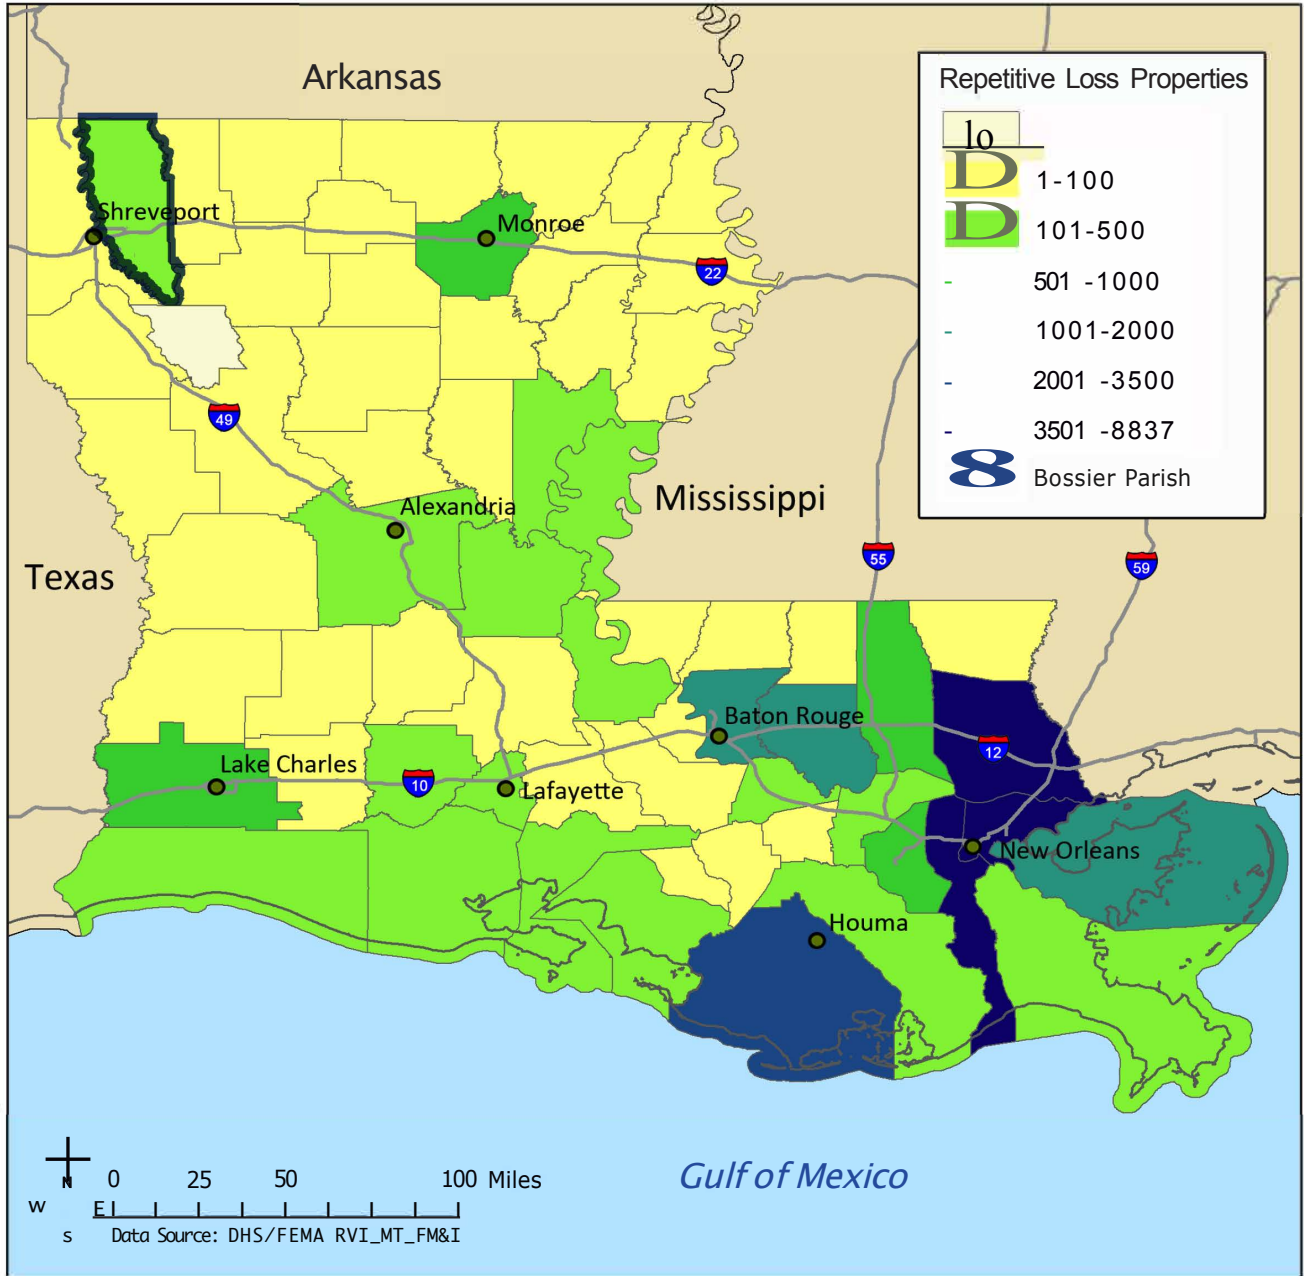 Arkansas
Repetitive Loss Properties
lo
D 1-100
D 101-500
- 501 -1000
- 1001-2000
- 2001 -3500
- 3501 -8837
8 Bossier Parish
Shreveport
Monroe
22
49
Alexandria
Mississippi
Texas
55
59
Baton Rouge
12
Lake Charles
10
Lafayette
New Orleans
Houma
Gulf of Mexico
N
W E
S
0 25 50 100 Miles
Data Source: DHS/FEMA RVI_MT_FM&I